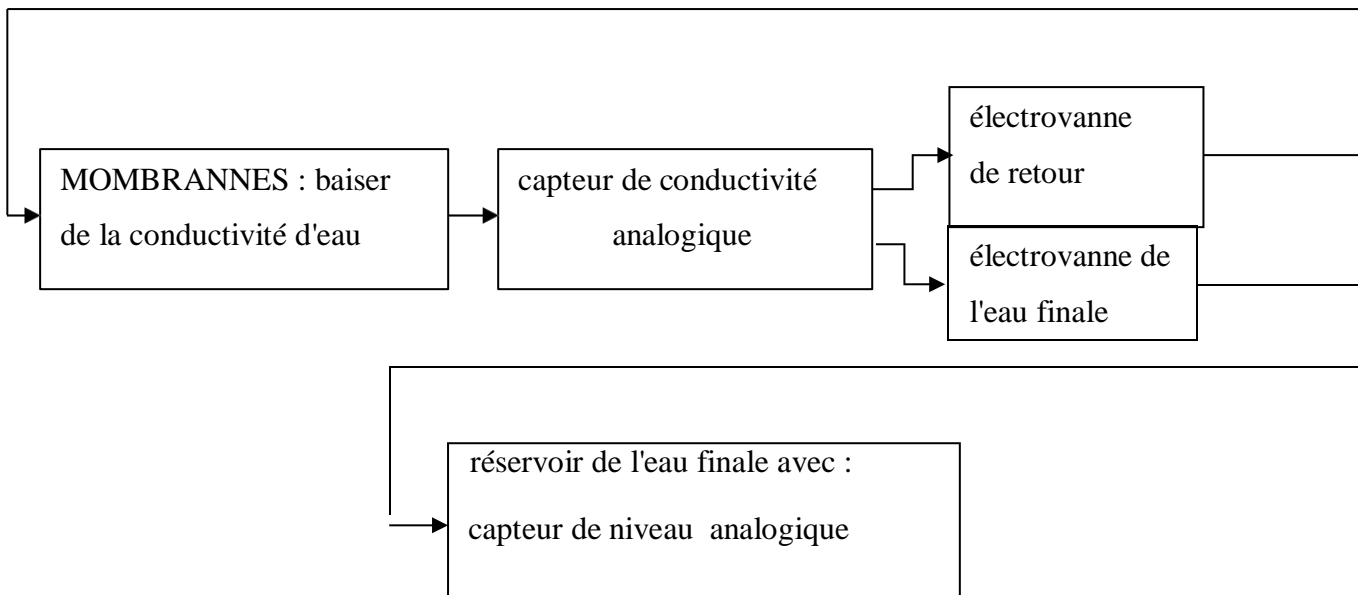 MOMBRANNES : baiser
de la conductivité d'eau
capteur de conductivité
analogique
électrovanne
de retour
électrovanne de
l'eau finale
réservoir de l'eau finale avec :
capteur de niveau analogique